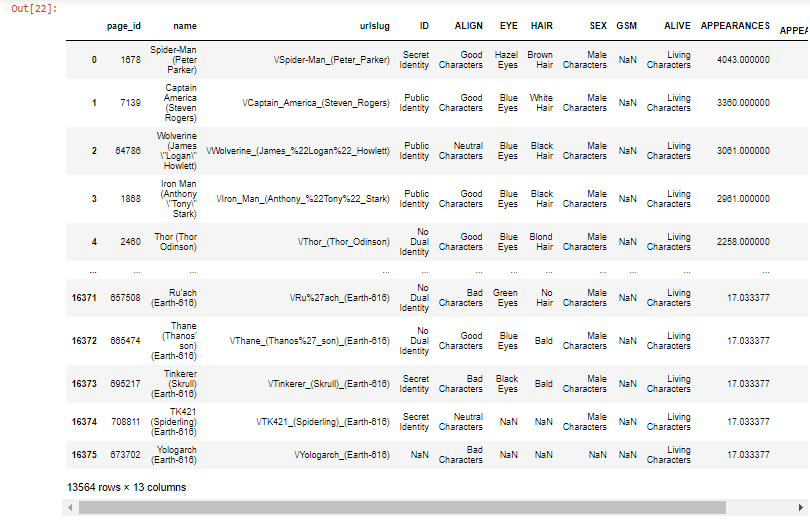 Out[22]:
page_id name urlslug ID ALIGN EYE HAIR SEX GSM ALIVE APPEARANCES APPEA
0 1678 Spider-Man (Peter Parker) \/Spider-Man_(Peter_Parker) Secret Identity Good Characters Hazel Eyes Brown Hair Male Characters NaN Living Characters 4043.000000
1 7139 Captain America (Steven Rogers) \/Captain_America_(Steven_Rogers) Public Identity Good Characters Blue Eyes White Hair Male Characters NaN Living Characters 3360.000000
2 64786 Wolverine (James \"Logan\" Howlett) \/Wolverine_(James_%22Logan%22_Howlett) Public Identity Neutral Characters Blue Eyes Black Hair Male Characters NaN Living Characters 3061.000000
3 1868 Iron Man (Anthony \"Tony\" Stark) \/Iron_Man_(Anthony_%22Tony%22_Stark) Public Identity Good Characters Blue Eyes Black Hair Male Characters NaN Living Characters 2961.000000
4 2460 Thor (Thor Odinson) \/Thor_(Thor_Odinson) No Dual Identity Good Characters Blue Eyes Blond Hair Male Characters NaN Living Characters 2258.000000
... ... ... ... ... ... ... ... ... ... ... ...
16371 657508 Ru'ach (Earth-616) \/Ru%27ach_(Earth-616) No Dual Identity Bad Characters Green Eyes No Hair Male Characters NaN Living Characters 17.033377
16372 665474 Thane (Thanos' son) (Earth-616) \/Thane_(Thanos%27_son)_(Earth-616) No Dual Identity Good Characters Blue Eyes Bald Male Characters NaN Living Characters 17.033377
16373 695217 Tinkerer (Skrull) (Earth-616) \/Tinkerer_(Skrull)_(Earth-616) Secret Identity Bad Characters Black Eyes Bald Male Characters NaN Living Characters 17.033377
16374 708811 TK421 (Spiderling) (Earth-616) \/TK421_(Spiderling)_(Earth-616) Secret Identity Neutral Characters NaN NaN Male Characters NaN Living Characters 17.033377
16375 673702 Yologarch (Earth-616) \/Yologarch_(Earth-616) NaN Bad Characters NaN NaN NaN NaN Living Characters 17.033377
13564 rows × 13 columns